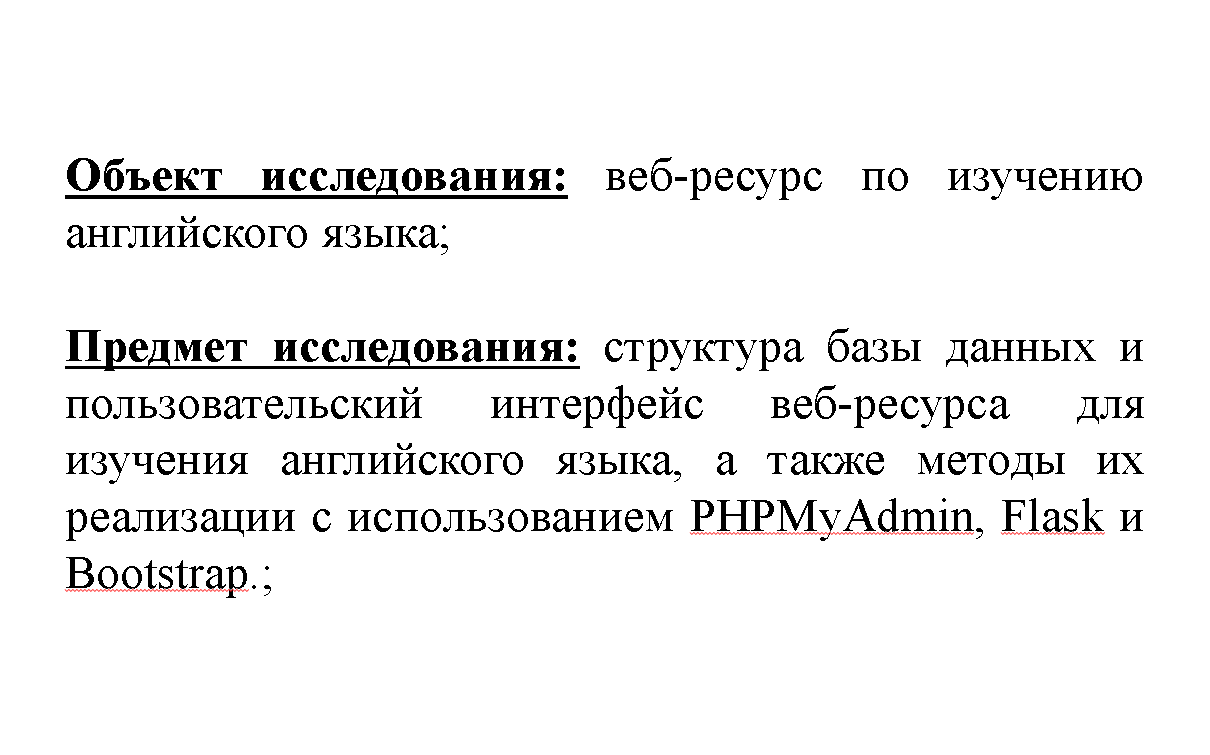 Объект исследования: веб-ресурс по изучению
английского языка;
Предмет исследования: структура базы данных и
пользовательский интерфейс веб-ресурса для
изучения английского языка, а также методы их
реализации с использованием PHPMyAdmin, Flask и
Bootstrap.;